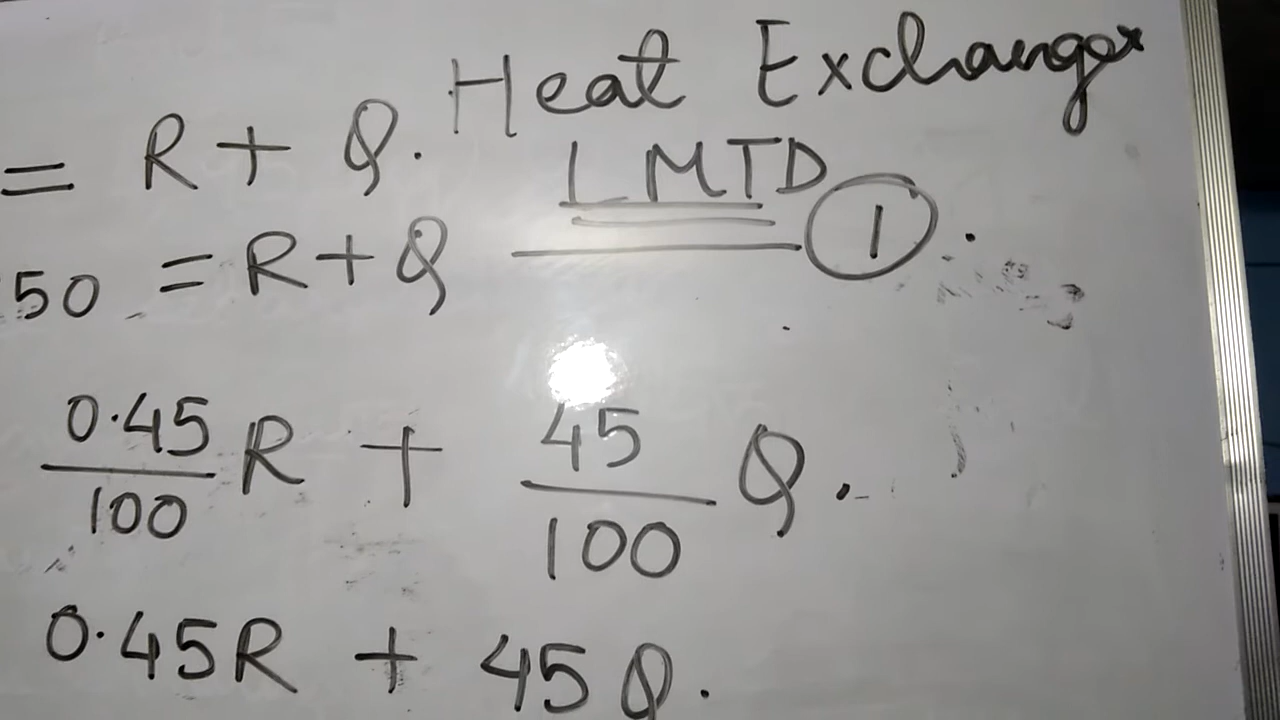 Heat Exchanger
= R + Q.
LMTD
50 = R + Q ——— 1.
0.45/100 R + 45/100 Q.
0.45R + 45Q.